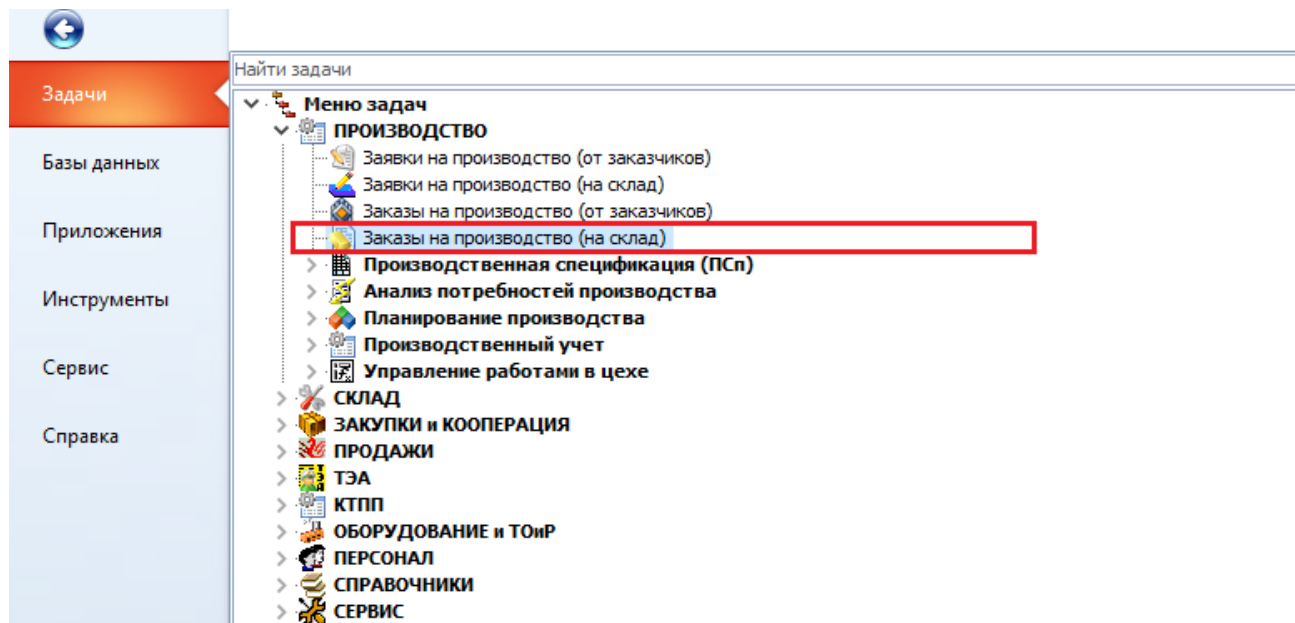 Найти задачи
Задачи
Базы данных
Приложения
Инструменты
Сервис
Справка
Меню задач
ПРОИЗВОДСТВО
Заявки на производство (от заказчиков)
Заявки на производство (на склад)
Заказы на производство (от заказчиков)
Заказы на производство (на склад)
Производственная спецификация (ПСп)
Анализ потребностей производства
Планирование производства
Производственный учет
Управление работами в цехе
СКЛАД
ЗАКУПКИ и КООПЕРАЦИЯ
ПРОДАЖИ
ТЭА
КТПП
ОБОРУДОВАНИЕ и ТОиР
ПЕРСОНАЛ
СПРАВОЧНИКИ
СЕРВИС